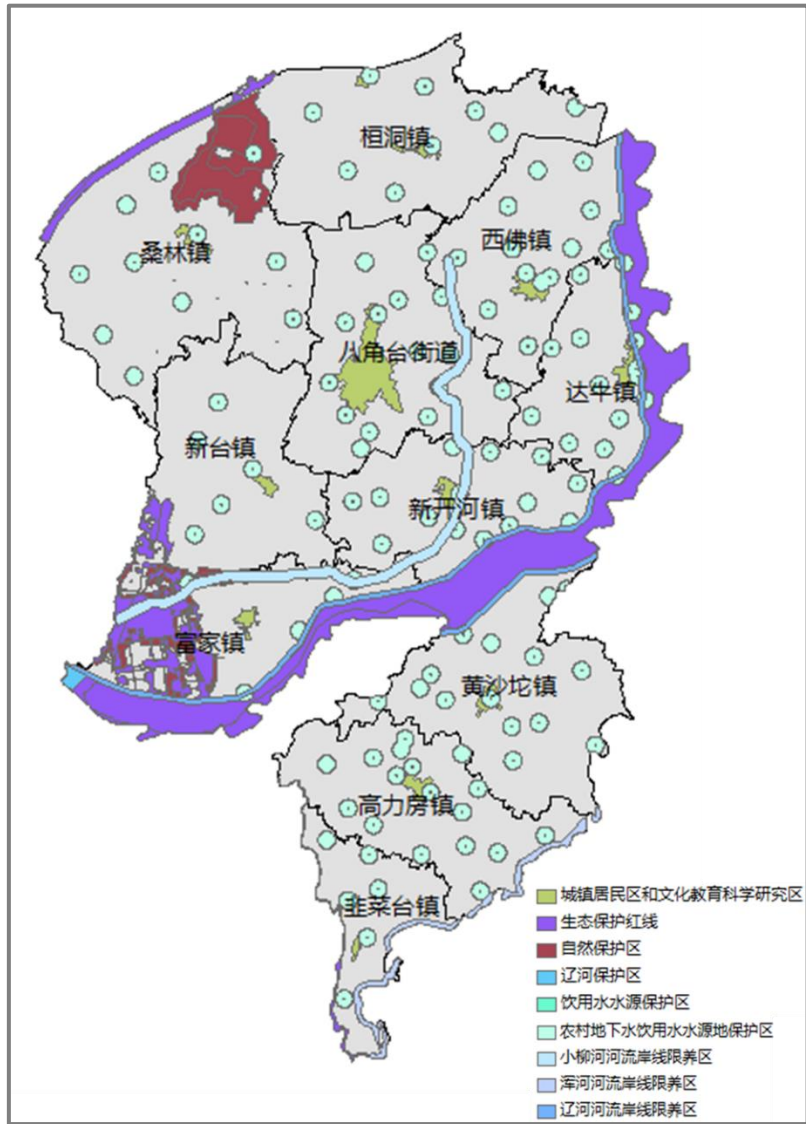 桓洞镇
西佛镇
桑林镇
八角台街道
达牛镇
新台镇
新开河镇
富家镇
黄沙坨镇
高力房镇
韭菜台镇
城镇居民区和文化教育科学研究区
生态保护红线
自然保护区
辽河保护区
饮用水水源保护区
农村地下水饮用水水源地保护区
小柳河河流岸线限养区
浑河河流岸线限养区
辽河河流岸线限养区